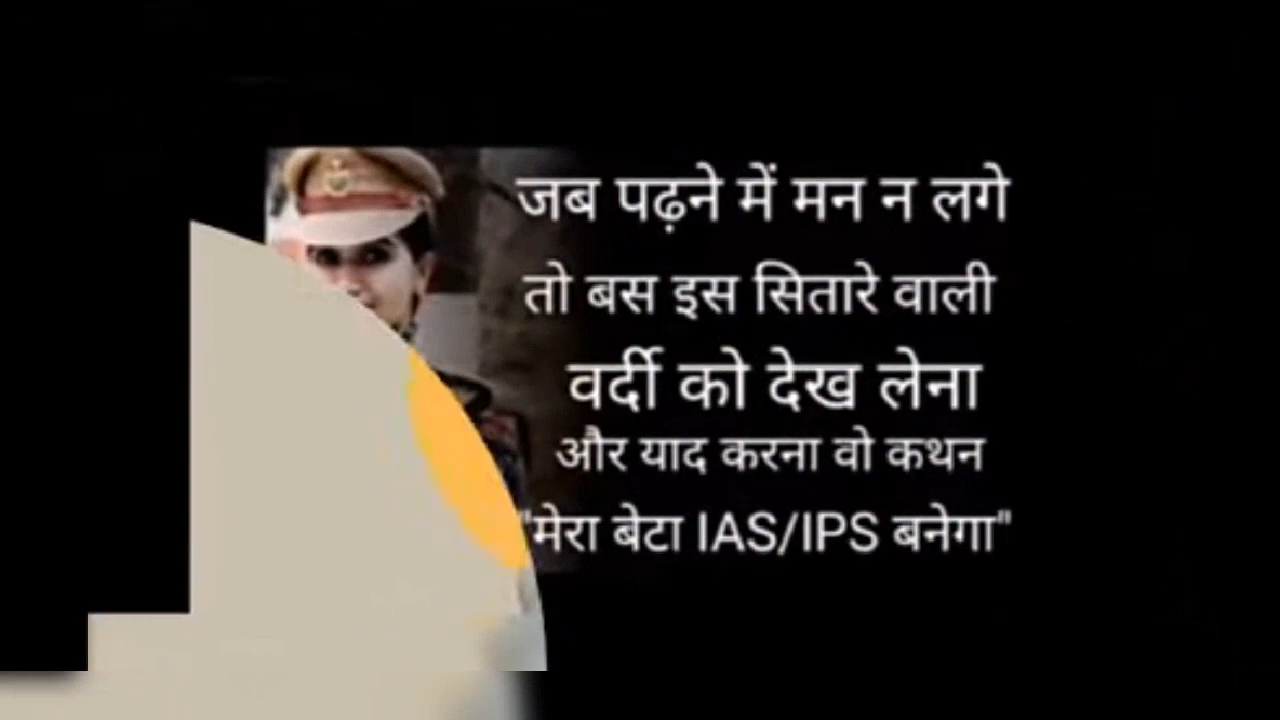 जब पढ़ने में मन न लगे
तो बस इस सितारे वाली
वर्दी को देख लेना
और याद करना वो कथन
"मेरा बेटा IAS/IPS बनेगा"